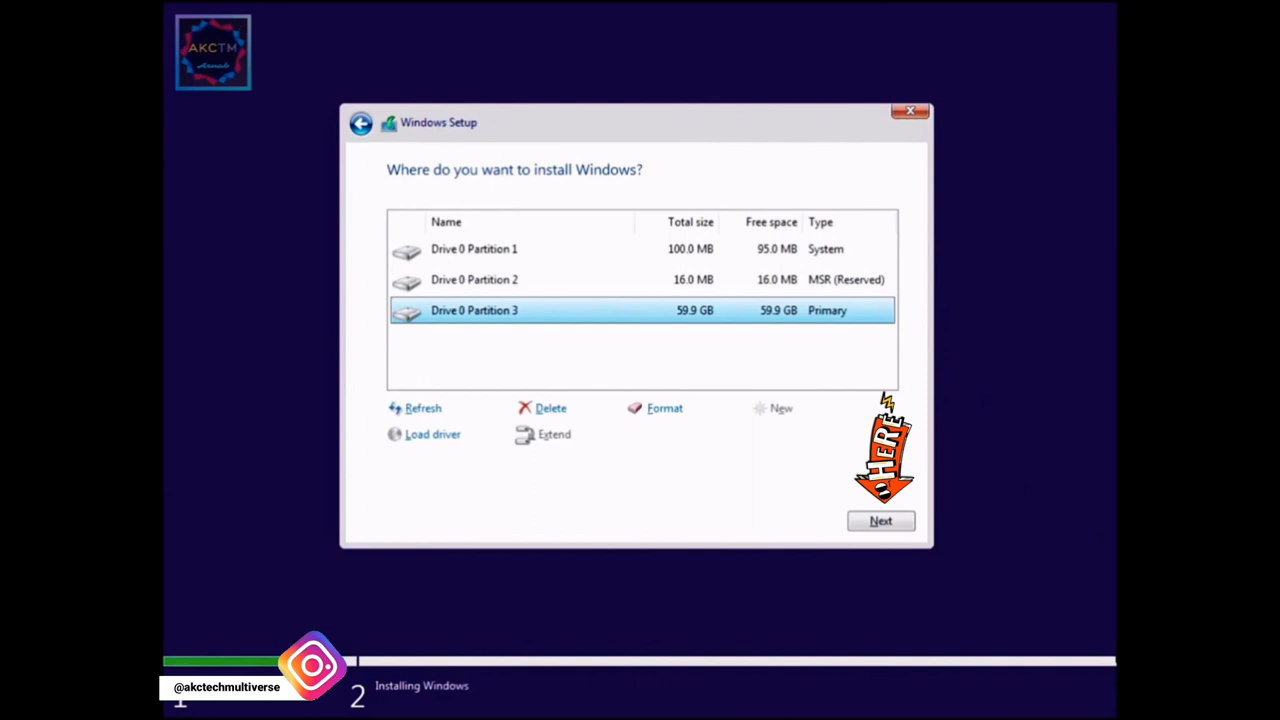 AKCTM
Windows Setup
Where do you want to install Windows?
Name Total size Free space Type
Drive 0 Partition 1 100.0 MB 95.0 MB System
Drive 0 Partition 2 16.0 MB 16.0 MB MSR (Reserved)
Drive 0 Partition 3 59.9 GB 59.9 GB Primary
Refresh Delete Format New
Load driver Extend
HERE
GO
Next
@akctechmultiverse
1
2 Installing Windows